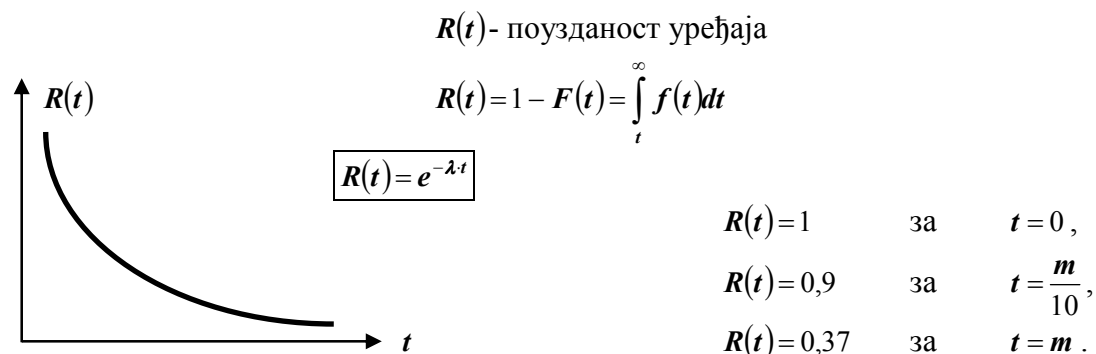 R(t)- поузданост уређаја
R(t) = 1 − F(t) = ∫_t^∞ f(t)dt
R(t)
R(t) = e^{−λ·t}
R(t) = 1 за t = 0 ,
R(t) = 0,9 за t = m/10 ,
R(t) = 0,37 за t = m .
t